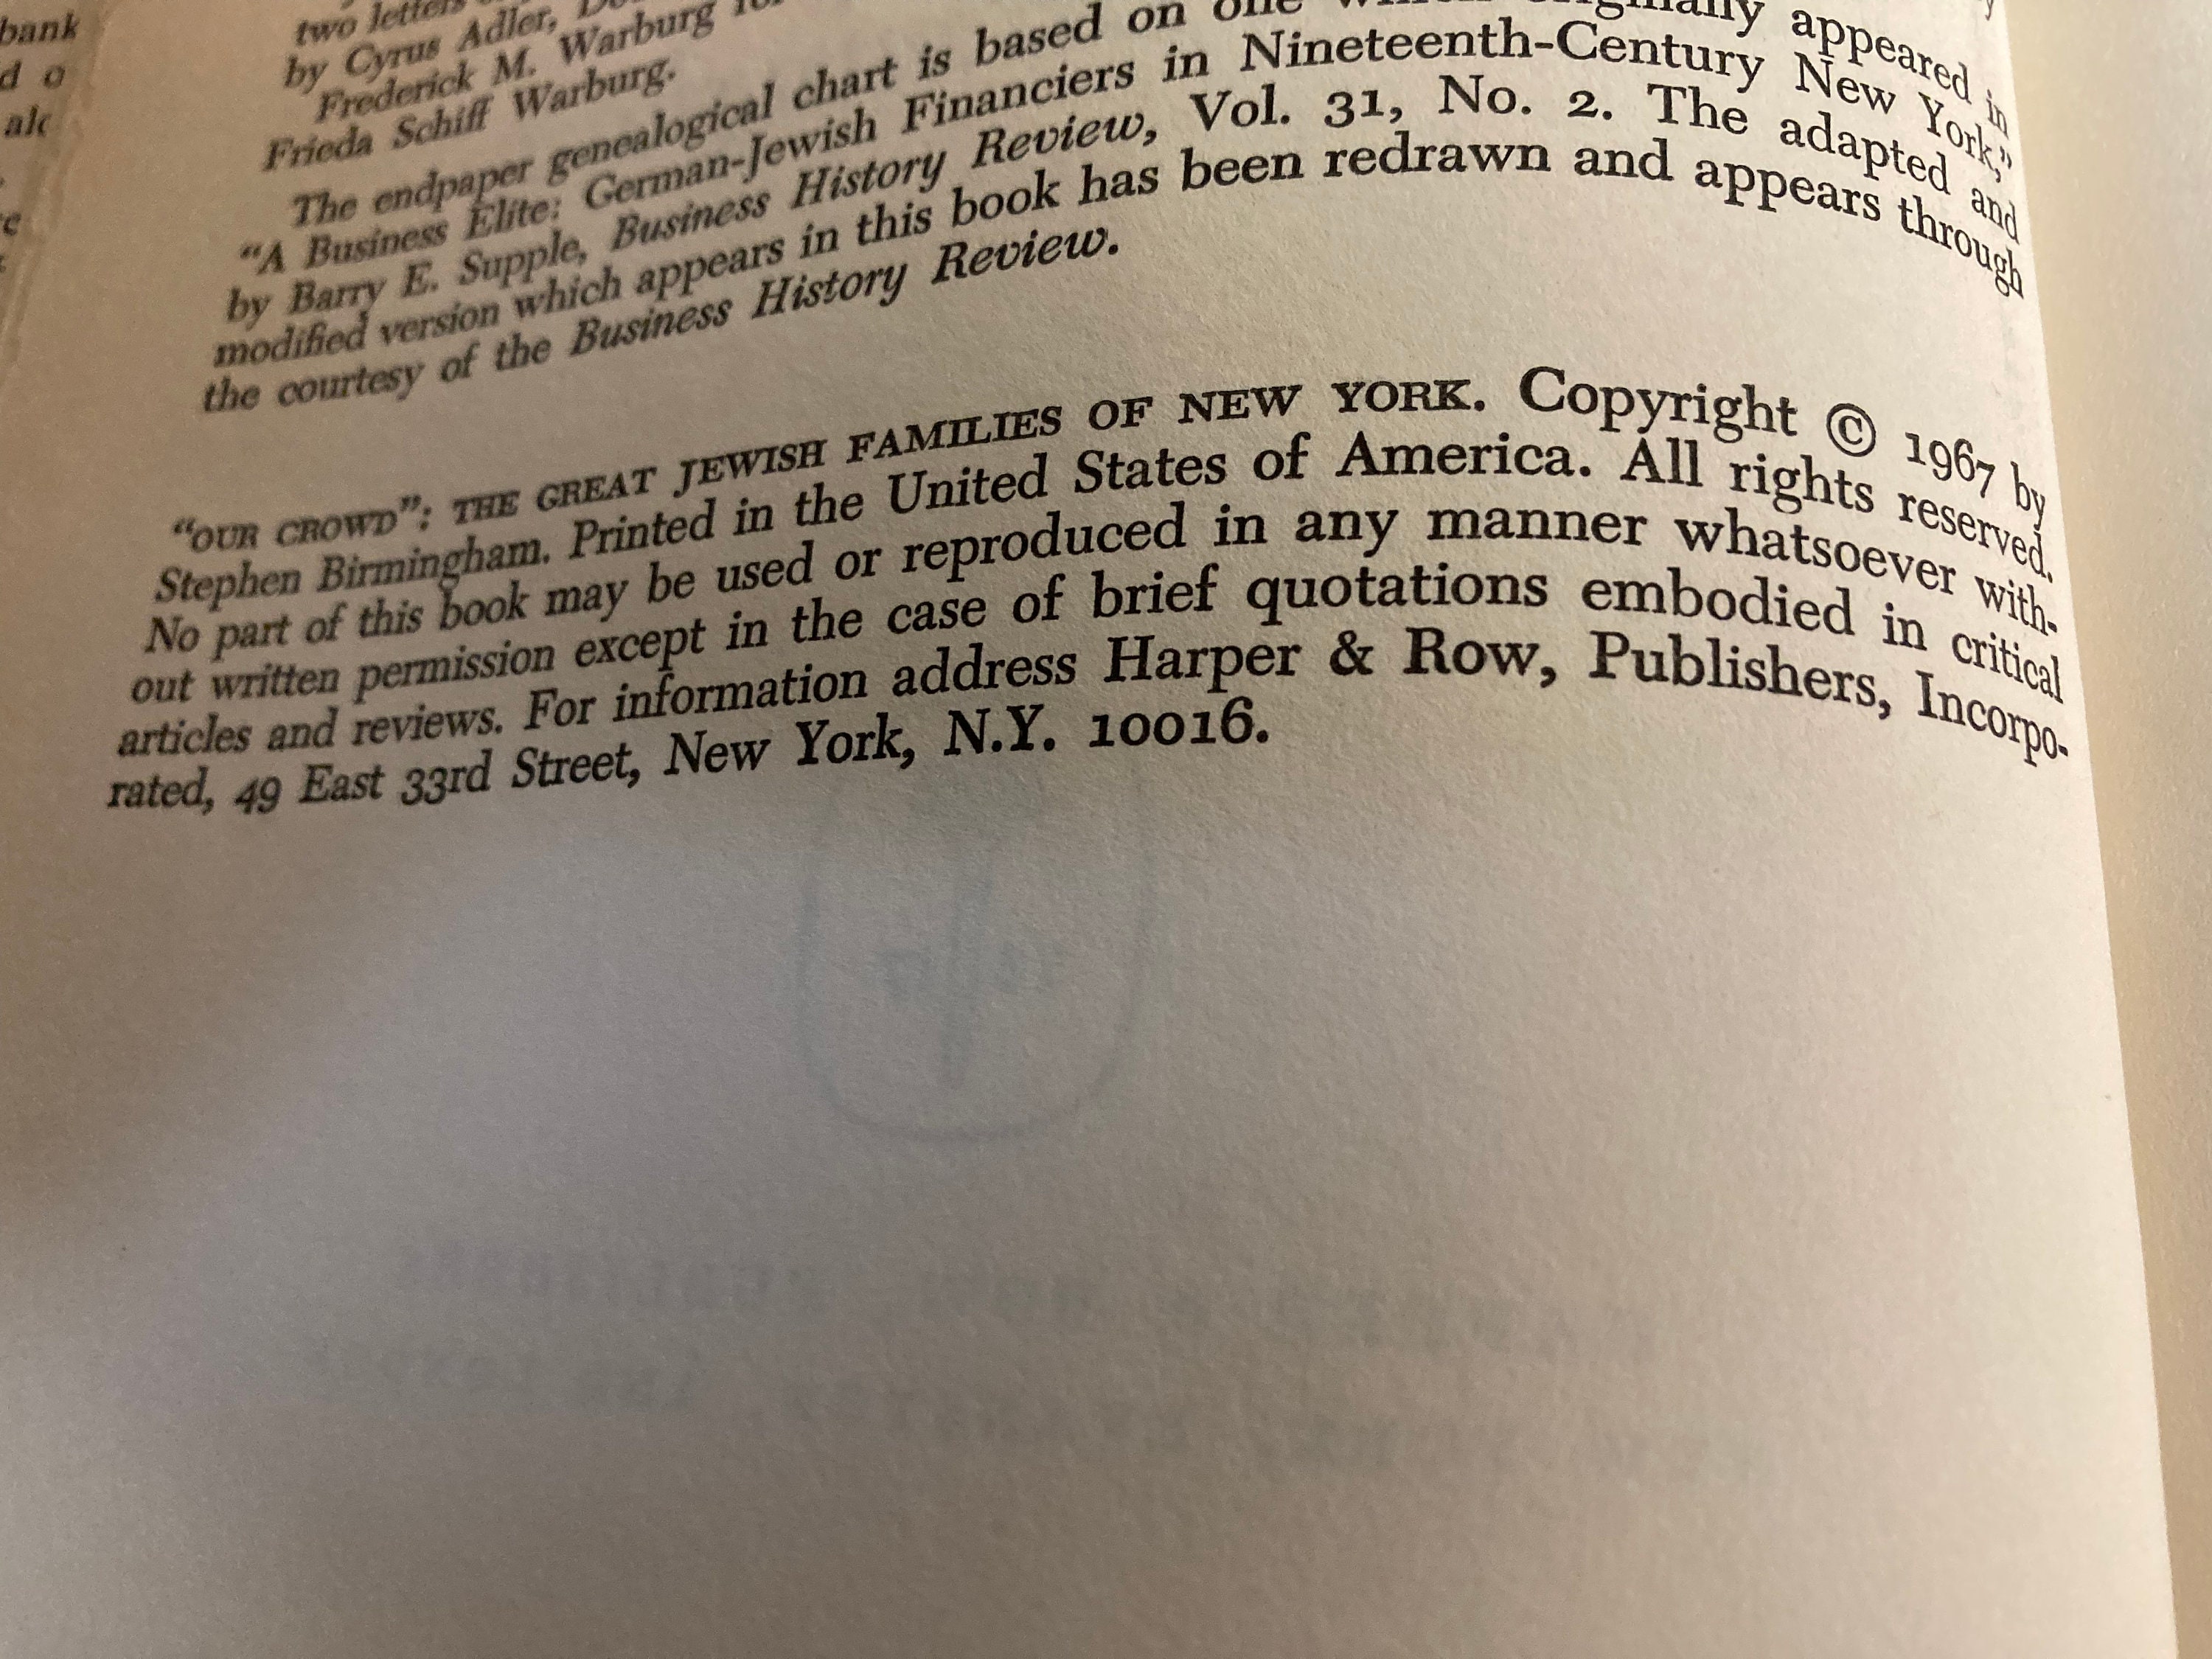 bank
d o
alc
two letters
by Cyrus Adler,
Frederick M. Warburg
Frieda Schiff Warburg.
The endpaper genealogical chart is based on one which originally appeared in
"A Business Elite: German-Jewish Financiers in Nineteenth-Century New York,"
by Barry E. Supple, Business History Review, Vol. 31, No. 2. The adapted and
modified version which appears in this book has been redrawn and appears through
the courtesy of the Business History Review.
"OUR CROWD": THE GREAT JEWISH FAMILIES OF NEW YORK. Copyright © 1967 by
Stephen Birmingham. Printed in the United States of America. All rights reserved.
No part of this book may be used or reproduced in any manner whatsoever with-
out written permission except in the case of brief quotations embodied in critical
articles and reviews. For information address Harper & Row, Publishers, Incorpo-
rated, 49 East 33rd Street, New York, N.Y. 10016.